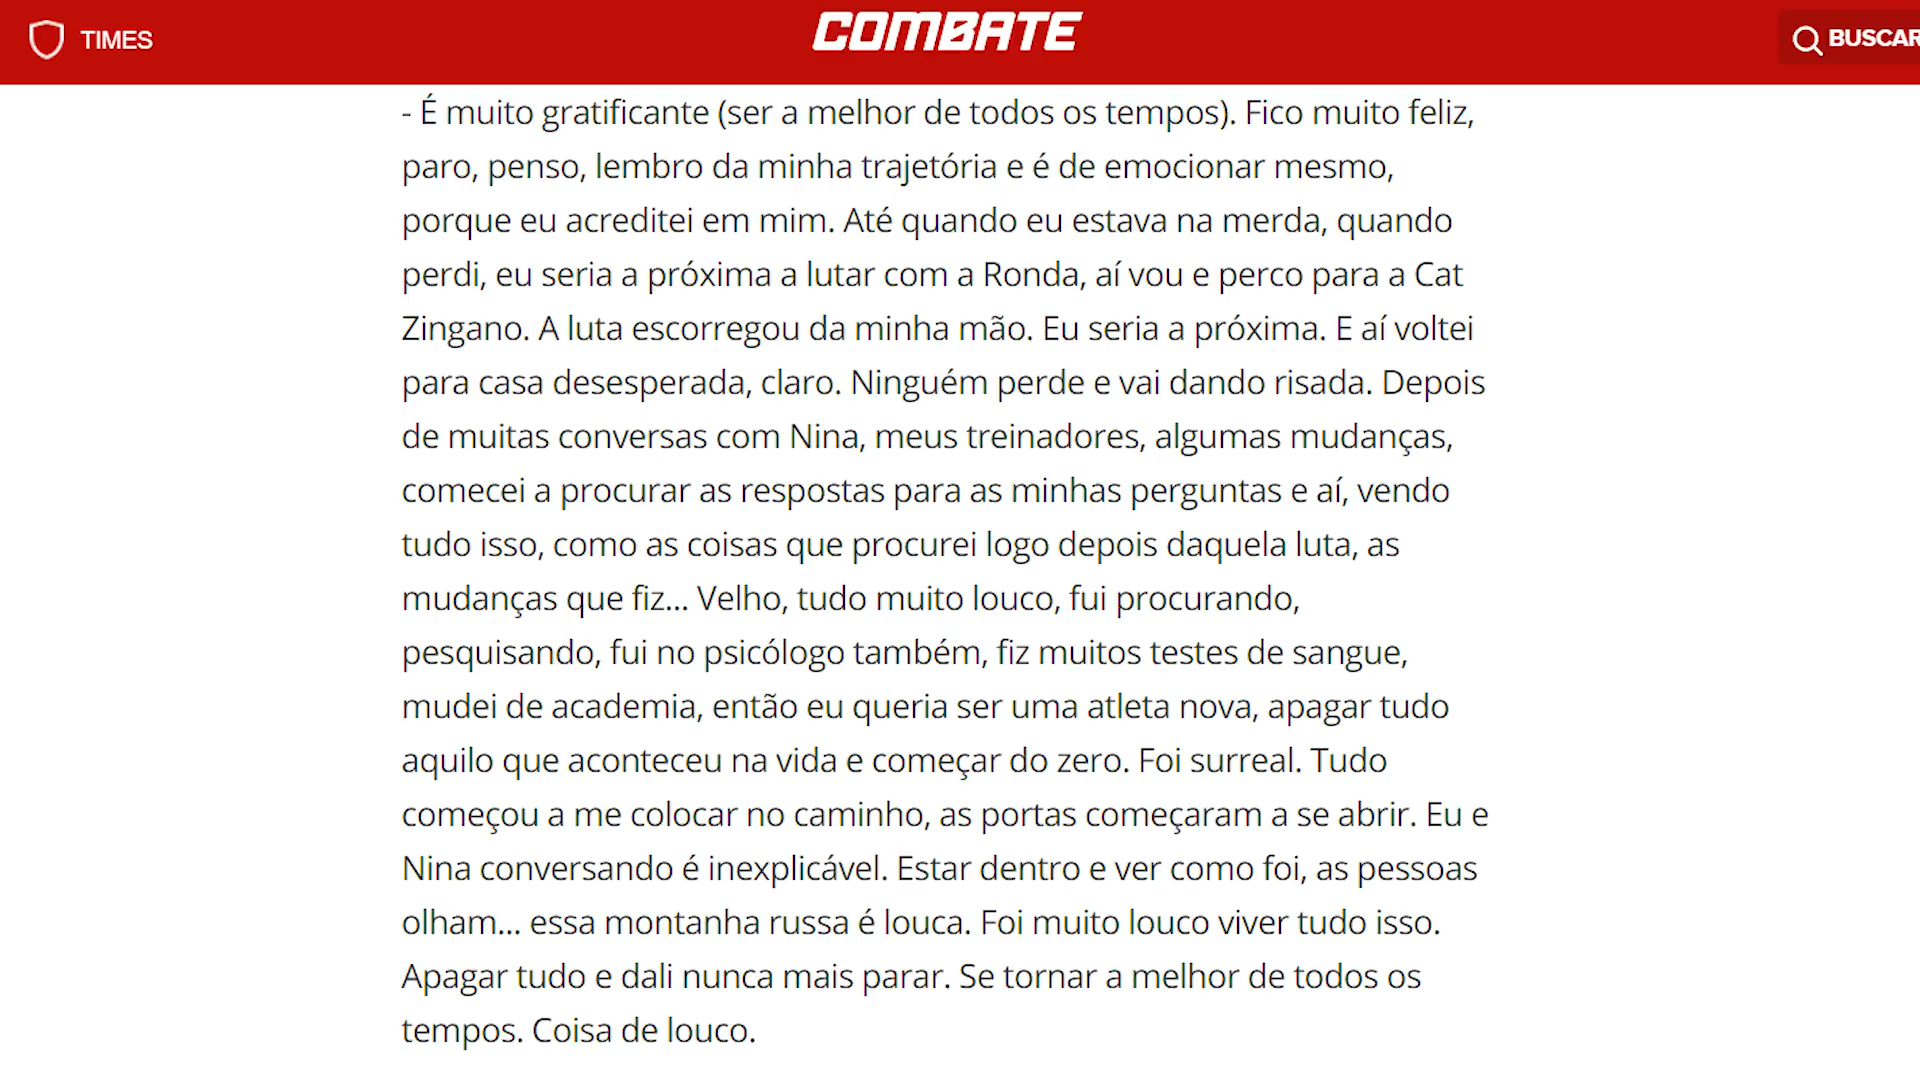 TIMES
COMBATE
BUSCAR
- É muito gratificante (ser a melhor de todos os tempos). Fico muito feliz,
paro, penso, lembro da minha trajetória e é de emocionar mesmo,
porque eu acreditei em mim. Até quando eu estava na merda, quando
perdi, eu seria a próxima a lutar com a Ronda, aí vou e perco para a Cat
Zingano. A luta escorregou da minha mão. Eu seria a próxima. E aí voltei
para casa desesperada, claro. Ninguém perde e vai dando risada. Depois
de muitas conversas com Nina, meus treinadores, algumas mudanças,
comecei a procurar as respostas para as minhas perguntas e aí, vendo
tudo isso, como as coisas que procurei logo depois daquela luta, as
mudanças que fiz... Velho, tudo muito louco, fui procurando,
pesquisando, fui no psicólogo também, fiz muitos testes de sangue,
mudei de academia, então eu queria ser uma atleta nova, apagar tudo
aquilo que aconteceu na vida e começar do zero. Foi surreal. Tudo
começou a me colocar no caminho, as portas começaram a se abrir. Eu e
Nina conversando é inexplicável. Estar dentro e ver como foi, as pessoas
olham... essa montanha russa é louca. Foi muito louco viver tudo isso.
Apagar tudo e dali nunca mais parar. Se tornar a melhor de todos os
tempos. Coisa de louco.